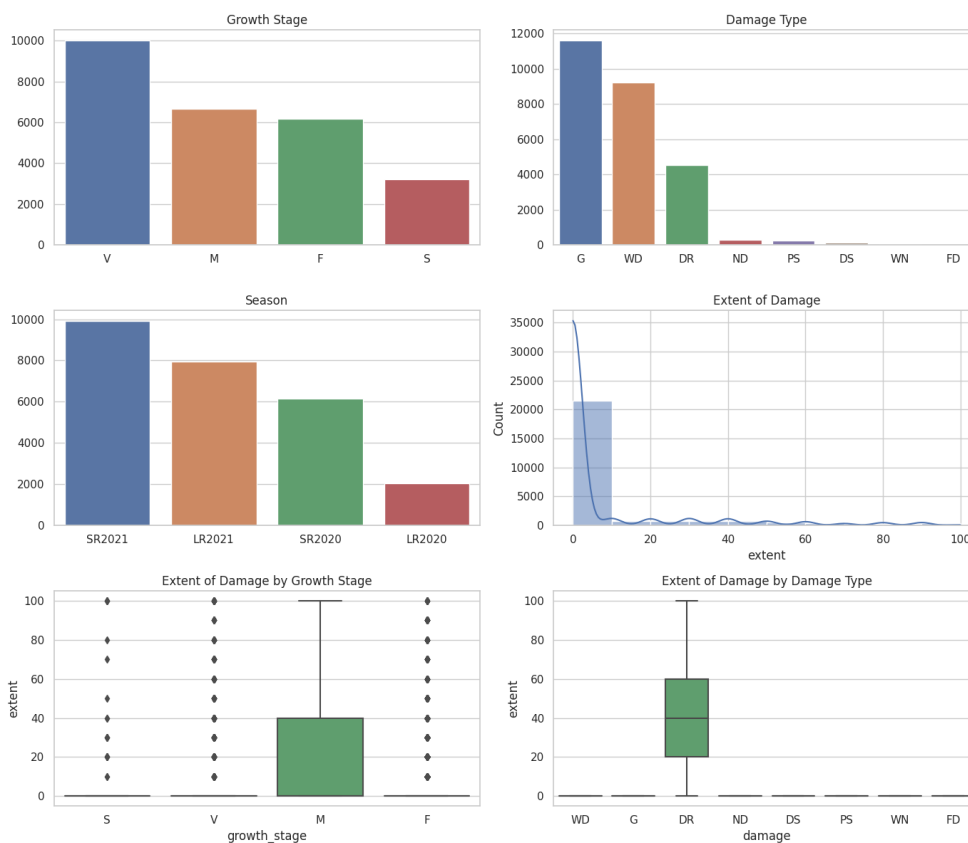 Growth Stage
10000
8000
6000
4000
2000
0
V M F S
Damage Type
12000
10000
8000
6000
4000
2000
0
G WD DR ND PS DS WN FD
Season
10000
8000
6000
4000
2000
0
SR2021 LR2021 SR2020 LR2020
Extent of Damage
Count
35000
30000
25000
20000
15000
10000
5000
0
0 20 40 60 80 100
extent
Extent of Damage by Growth Stage
extent
100
80
60
40
20
0
S V M F
growth_stage
Extent of Damage by Damage Type
extent
100
80
60
40
20
0
WD G DR ND DS PS WN FD
damage